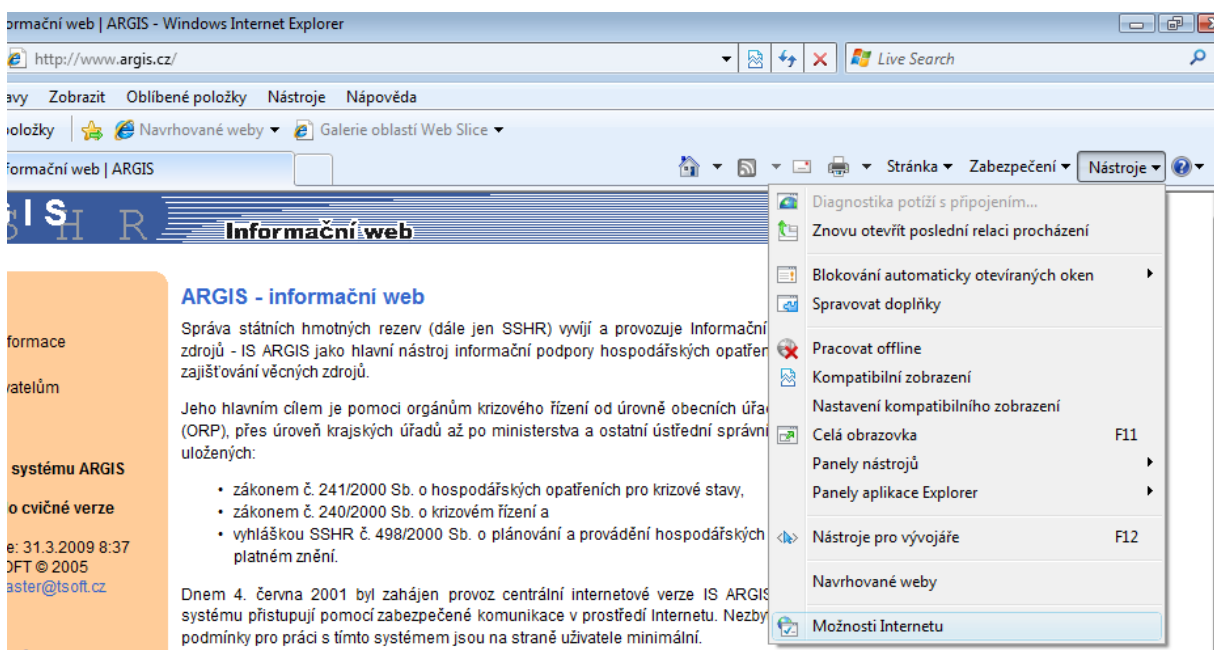 ormační web | ARGIS - Windows Internet Explorer
http://www.argis.cz/
Live Search
avy Zobrazit Oblíbené položky Nástroje Nápověda
položky Navrhované weby Galerie oblastí Web Slice
formační web | ARGIS
Stránka Zabezpečení Nástroje
GIS
SHR
Informační web
Diagnostika potíží s připojením...
Znovu otevřít poslední relaci procházení
Blokování automaticky otevíraných oken
Spravovat doplňky
Pracovat offline
Kompatibilní zobrazení
Nastavení kompatibilního zobrazení
Celá obrazovka F11
Panely nástrojů
Panely aplikace Explorer
Nástroje pro vývojáře F12
Navrhované weby
Možnosti Internetu
formace
vatelům
systému ARGIS
o cvičné verze
e: 31.3.2009 8:37
OFT © 2005
aster@tsoft.cz
ARGIS - informační web
Správa státních hmotných rezerv (dále jen SSHR) vyvíjí a provozuje Informační
zdrojů - IS ARGIS jako hlavní nástroj informační podpory hospodářských opatřen
zajišťování věcných zdrojů.
Jeho hlavním cílem je pomoci orgánům krizového řízení od úrovně obecních úřa
(ORP), přes úroveň krajských úřadů až po ministerstva a ostatní ústřední správní
uložených:
• zákonem č. 241/2000 Sb. o hospodářských opatřeních pro krizové stavy,
• zákonem č. 240/2000 Sb. o krizovém řízení a
• vyhláškou SSHR č. 498/2000 Sb. o plánování a provádění hospodářských
platném znění.
Dnem 4. června 2001 byl zahájen provoz centrální internetové verze IS ARGIS
systému přistupují pomocí zabezpečené komunikace v prostředí Internetu. Nezby
podmínky pro práci s tímto systémem jsou na straně uživatele minimální.